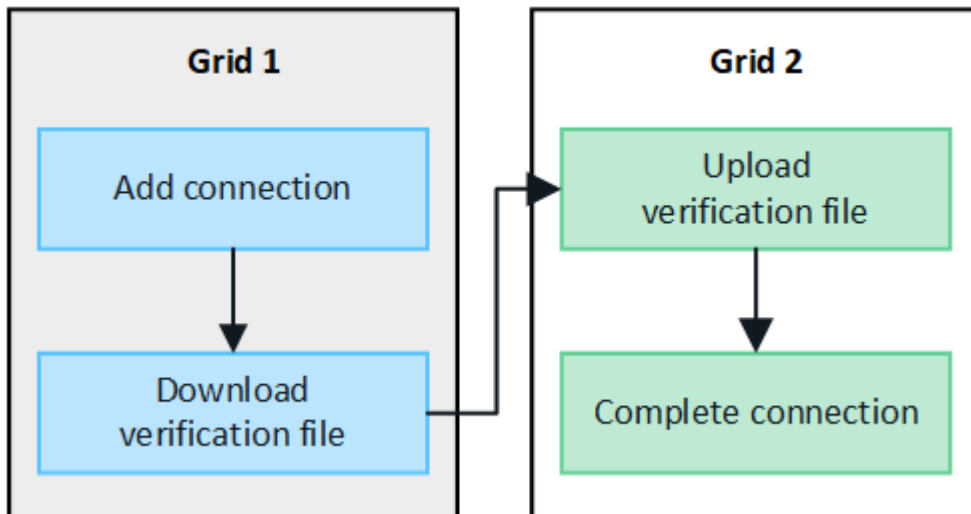 Grid 1
Add connection
Download
verification file
Grid 2
Upload
verification file
Complete connection